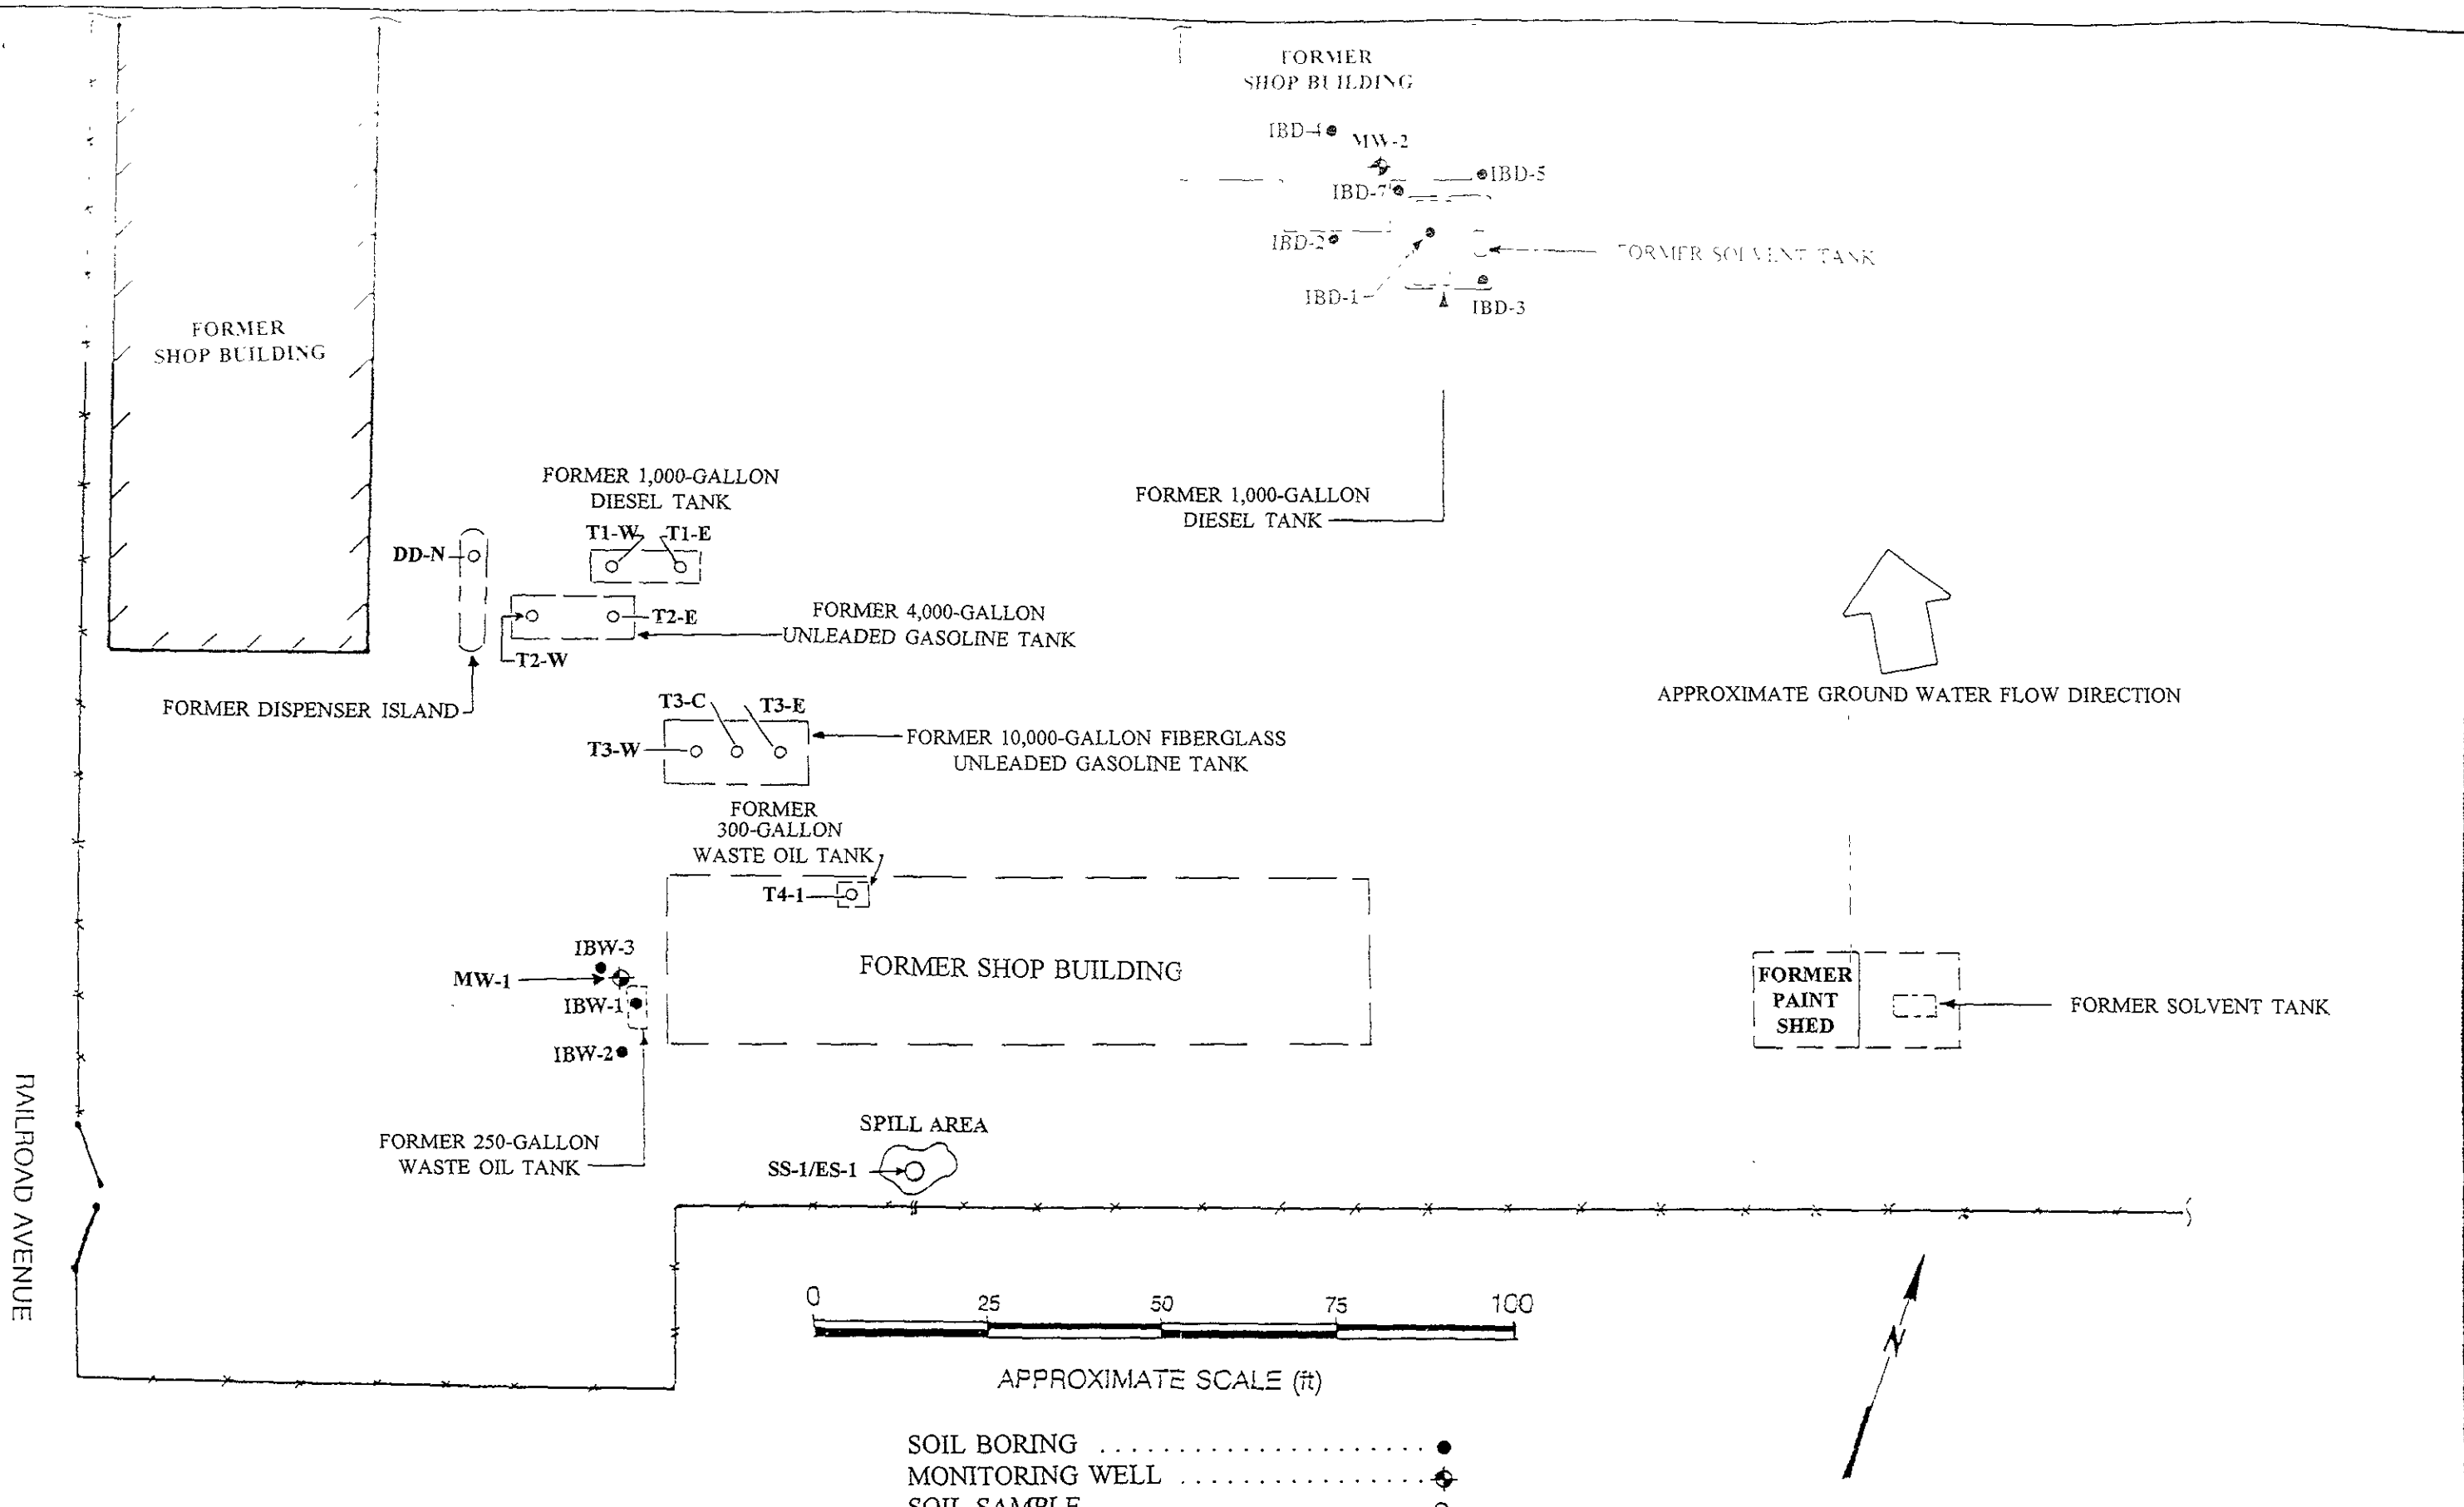 FORMER
SHOP BUILDING
IBD-4
MW-2
IBD-5
IBD-7
IBD-2
FORMER SOLVENT TANK
IBD-1
IBD-3
FORMER
SHOP BUILDING
FORMER 1,000-GALLON
DIESEL TANK
T1-W
T1-E
FORMER 1,000-GALLON
DIESEL TANK
DD-N
T2-E
FORMER 4,000-GALLON
UNLEADED GASOLINE TANK
T2-W
FORMER DISPENSER ISLAND
APPROXIMATE GROUND WATER FLOW DIRECTION
T3-C
T3-E
T3-W
FORMER 10,000-GALLON FIBERGLASS
UNLEADED GASOLINE TANK
FORMER
300-GALLON
WASTE OIL TANK
T4-1
IBW-3
MW-1
IBW-1
IBW-2
FORMER SHOP BUILDING
FORMER
PAINT
SHED
FORMER SOLVENT TANK
FORMER 250-GALLON
WASTE OIL TANK
SPILL AREA
SS-1/ES-1
RAILROAD AVENUE
0 25 50 75 100
APPROXIMATE SCALE (ft)
N
SOIL BORING ......................
MONITORING WELL ................
SOIL SAMPLE